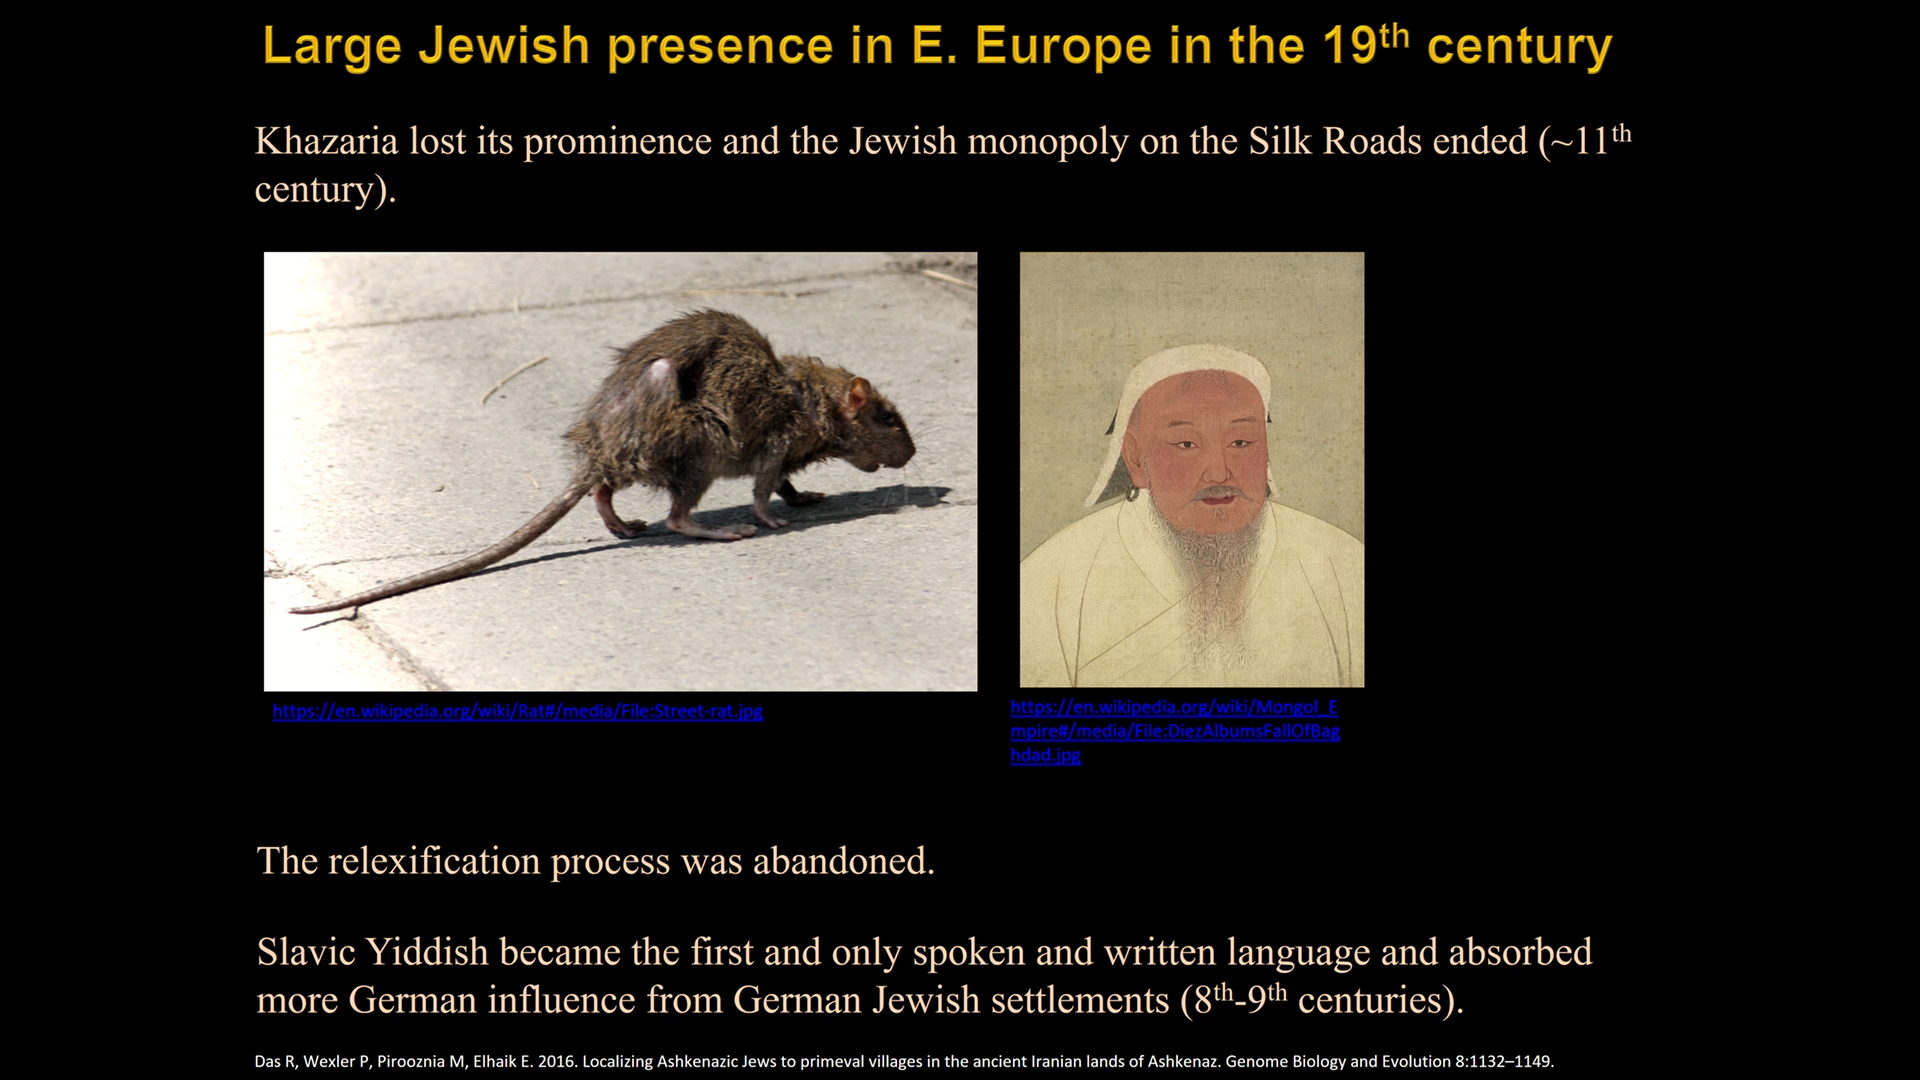 Large Jewish presence in E. Europe in the 19th century
Khazaria lost its prominence and the Jewish monopoly on the Silk Roads ended (~11th
century).
https://en.wikipedia.org/wiki/Rat#/media/File:Street-rat.jpg
https://en.wikipedia.org/wiki/Mongol_E
mpire#/media/File:DiezAlbumsFallOfBag
hdad.jpg
The relexification process was abandoned.
Slavic Yiddish became the first and only spoken and written language and absorbed
more German influence from German Jewish settlements (8th-9th centuries).
Das R, Wexler P, Pirooznia M, Elhaik E. 2016. Localizing Ashkenazic Jews to primeval villages in the ancient Iranian lands of Ashkenaz. Genome Biology and Evolution 8:1132–1149.